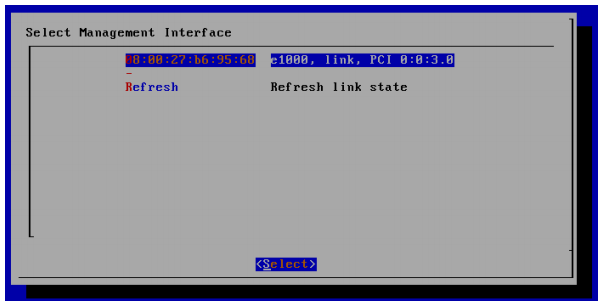 Select Management Interface
08:00:27:b6:95:68 e1000, link, PCI 0:0:3.0
-
Refresh Refresh link state
<Select>